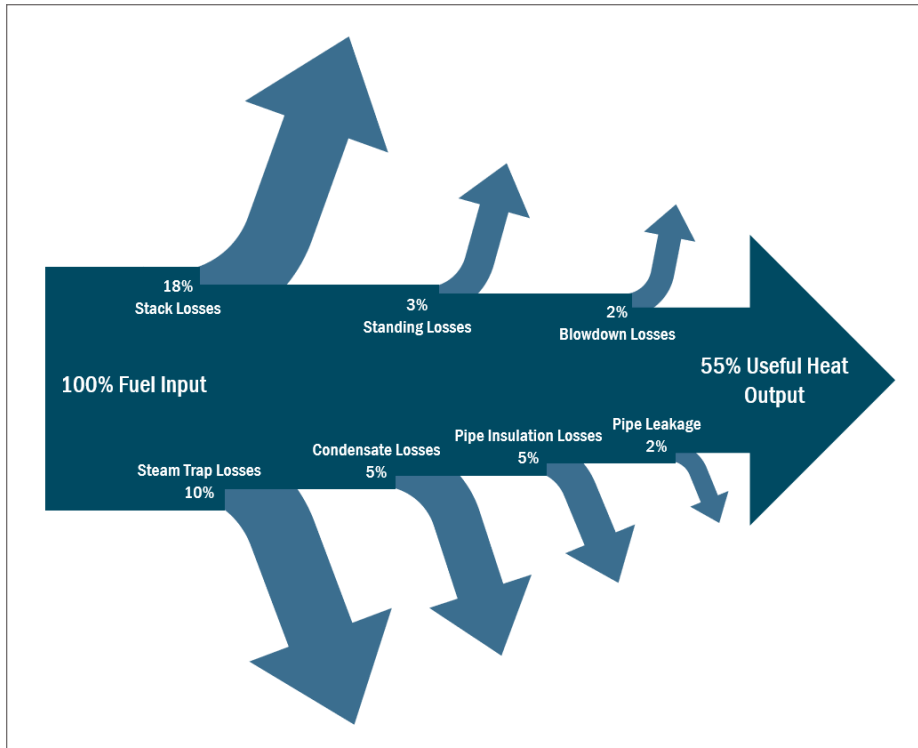 18%
Stack Losses
3%
Standing Losses
2%
Blowdown Losses
100% Fuel Input
55% Useful Heat
Output
Steam Trap Losses
10%
Condensate Losses
5%
Pipe Insulation Losses
5%
Pipe Leakage
2%